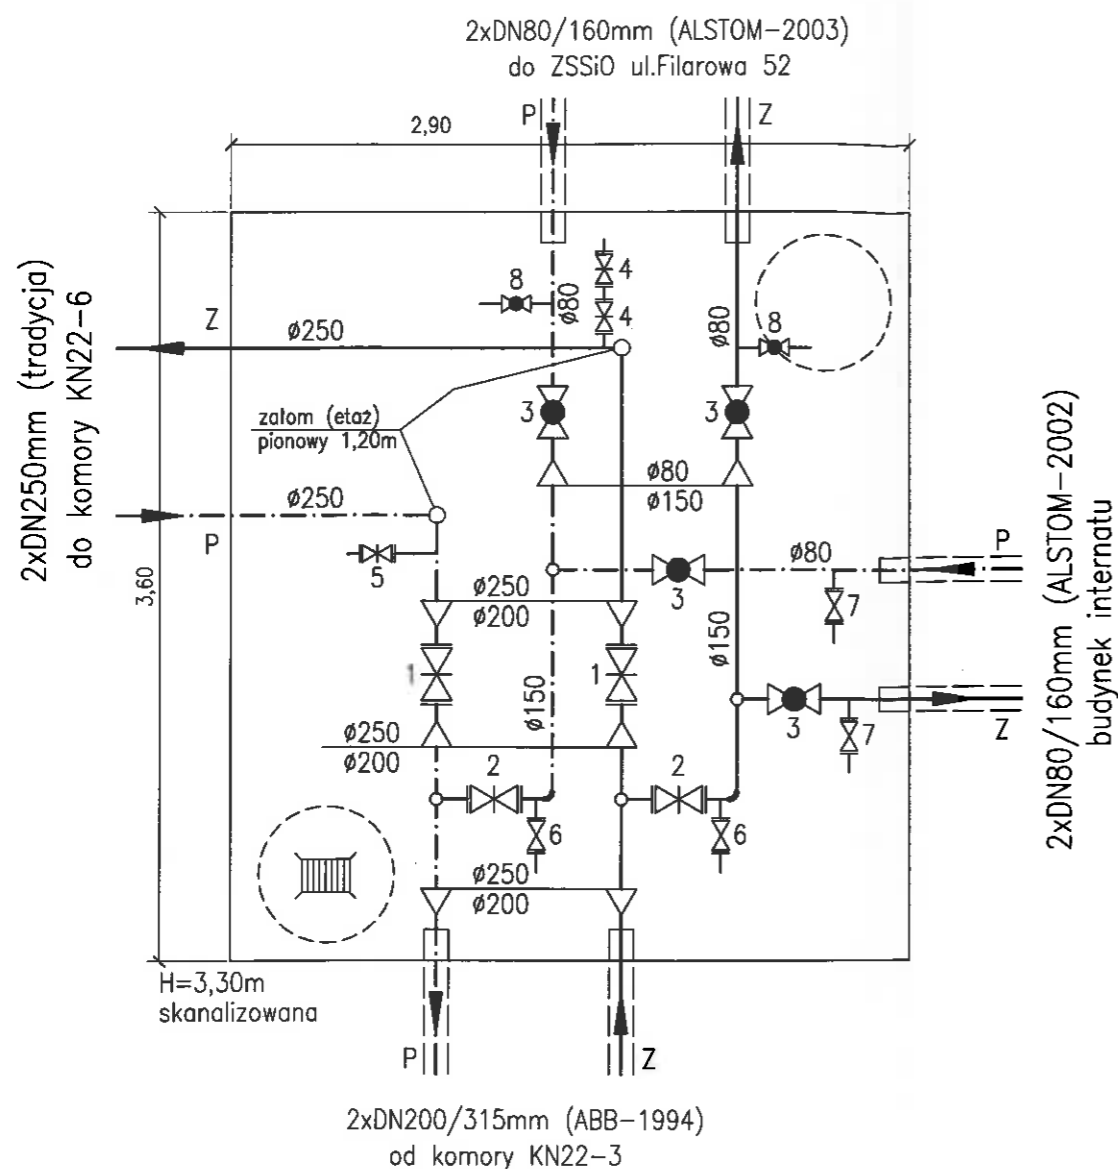 2xDN80/160mm (ALSTOM-2003)
do ZSSiO ul.Filarowa 52
P
Z
2,90
2xDN250mm (tradycja)
do komory KN22-6
Z
ø250
8
ø80
4
4
ø80
8
3
3
załom (etaż)
pionowy 1,20m
ø80
ø150
ø250
P
5
3,60
3
ø80
P
7
2xDN80/160mm (ALSTOM-2002)
budynek internatu
ø250
ø200
1
1
ø150
ø150
3
7
Z
ø250
ø200
2
2
6
6
ø250
ø200
H=3,30m
skanalizowana
P
Z
2xDN200/315mm (ABB-1994)
od komory KN22-3